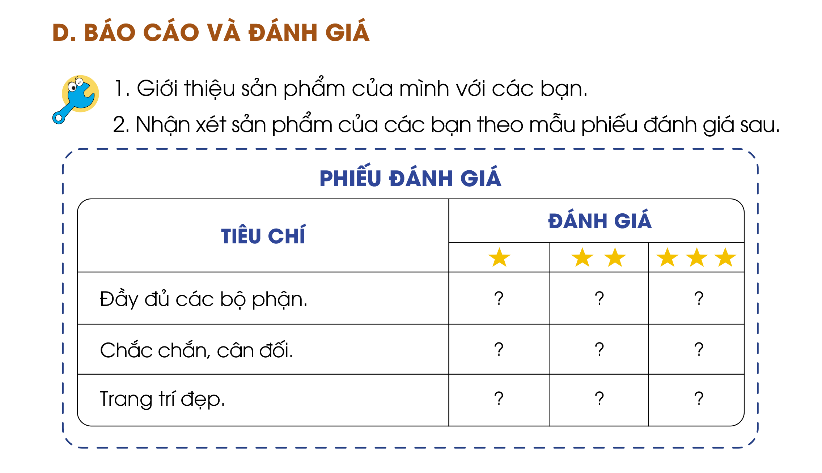 D. BÁO CÁO VÀ ĐÁNH GIÁ
1. Giới thiệu sản phẩm của mình với các bạn.
2. Nhận xét sản phẩm của các bạn theo mẫu phiếu đánh giá sau.
PHIẾU ĐÁNH GIÁ
TIÊU CHÍ
ĐÁNH GIÁ
★ ★ ★ ★ ★ ★
Đầy đủ các bộ phận. ? ? ?
Chắc chắn, cân đối. ? ? ?
Trang trí đẹp. ? ? ?